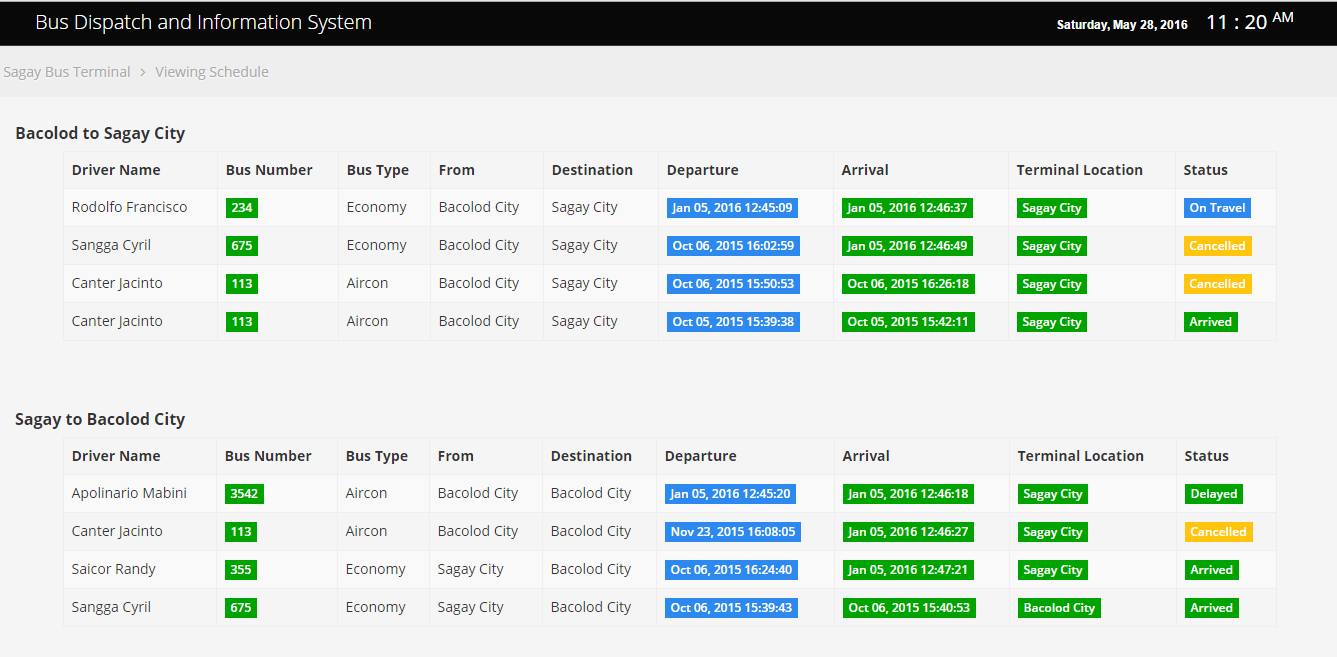 Bus Dispatch and Information System Saturday, May 28, 2016 11 : 20 AM
Sagay Bus Terminal > Viewing Schedule
Bacolod to Sagay City
Driver Name Bus Number Bus Type From Destination Departure Arrival Terminal Location Status
Rodolfo Francisco 234 Economy Bacolod City Sagay City Jan 05, 2016 12:45:09 Jan 05, 2016 12:46:37 Sagay City On Travel
Sangga Cyril 675 Economy Bacolod City Sagay City Oct 06, 2015 16:02:59 Jan 05, 2016 12:46:49 Sagay City Cancelled
Canter Jacinto 113 Aircon Bacolod City Sagay City Oct 06, 2015 15:50:53 Oct 06, 2015 16:26:18 Sagay City Cancelled
Canter Jacinto 113 Aircon Bacolod City Sagay City Oct 05, 2015 15:39:38 Oct 05, 2015 15:42:11 Sagay City Arrived
Sagay to Bacolod City
Driver Name Bus Number Bus Type From Destination Departure Arrival Terminal Location Status
Apolinario Mabini 3542 Aircon Bacolod City Bacolod City Jan 05, 2016 12:45:20 Jan 05, 2016 12:46:18 Sagay City Delayed
Canter Jacinto 113 Aircon Bacolod City Bacolod City Nov 23, 2015 16:08:05 Jan 05, 2016 12:46:27 Sagay City Cancelled
Saicor Randy 355 Economy Sagay City Bacolod City Oct 06, 2015 16:24:40 Jan 05, 2016 12:47:21 Sagay City Arrived
Sangga Cyril 675 Economy Sagay City Bacolod City Oct 06, 2015 15:39:43 Oct 06, 2015 15:40:53 Bacolod City Arrived